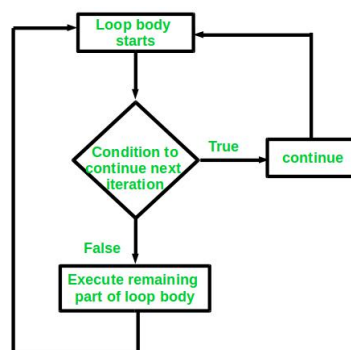 Loop body
starts
Condition to
continue next
iteration
True
continue
False
Execute remaining
part of loop body